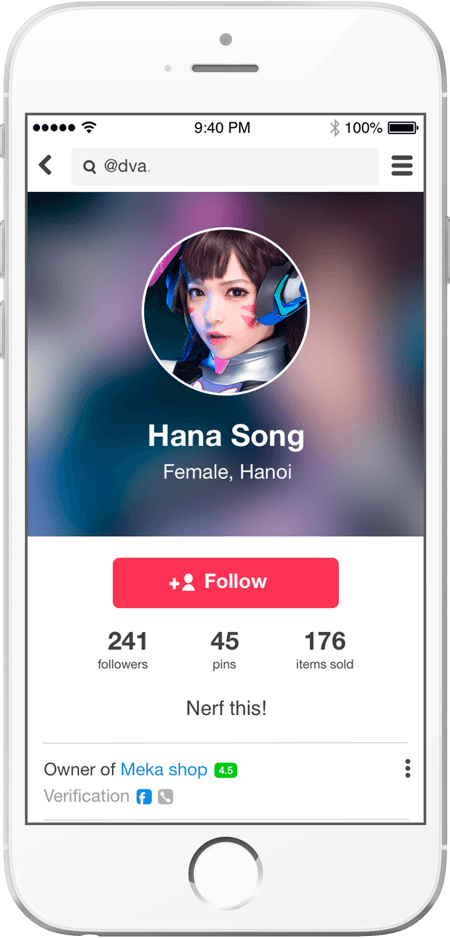 9:40 PM 100%
@dva.
Hana Song
Female, Hanoi
Follow
241 45 176
followers pins items sold
Nerf this!
Owner of Meka shop 4.5
Verification